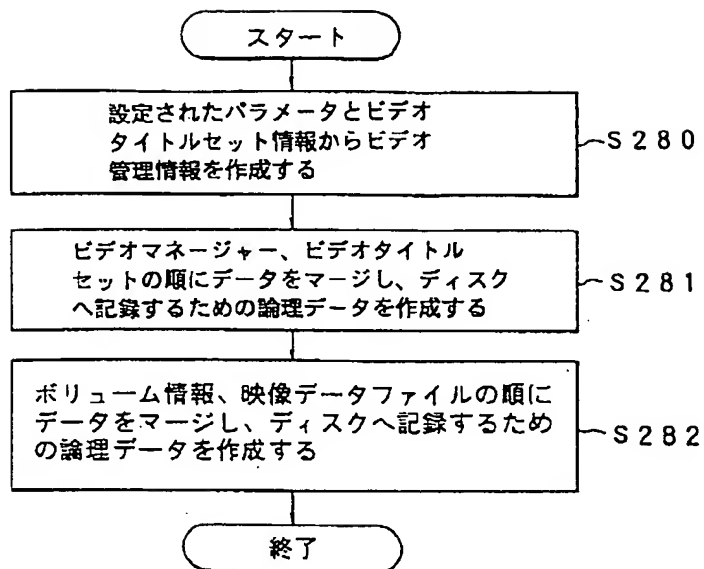 スタート
設定されたパラメータとビデオ
タイトルセット情報からビデオ
管理情報を作成する
S280
ビデオマネージャー、ビデオタイトル
セットの順にデータをマージし、ディスク
へ記録するための論理データを作成する
S281
ボリューム情報、映像データファイルの順に
データをマージし、ディスクへ記録するため
の論理データを作成する
S282
終了